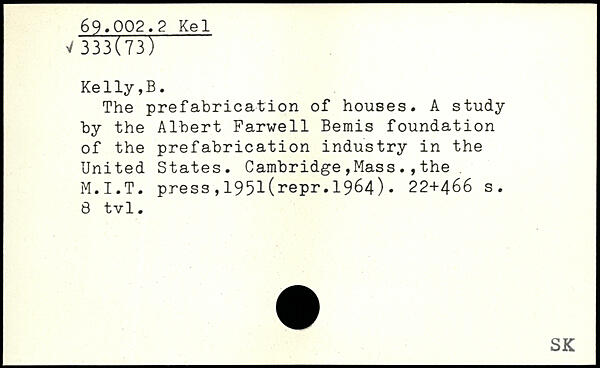 69.002.2 Kel
✓ 333(73)
Kelly,B.
The prefabrication of houses. A study
by the Albert Farwell Bemis foundation
of the prefabrication industry in the
United States. Cambridge,Mass.,the
M.I.T. press,1951(repr.1964). 22+466 s.
8 tvl.
SK